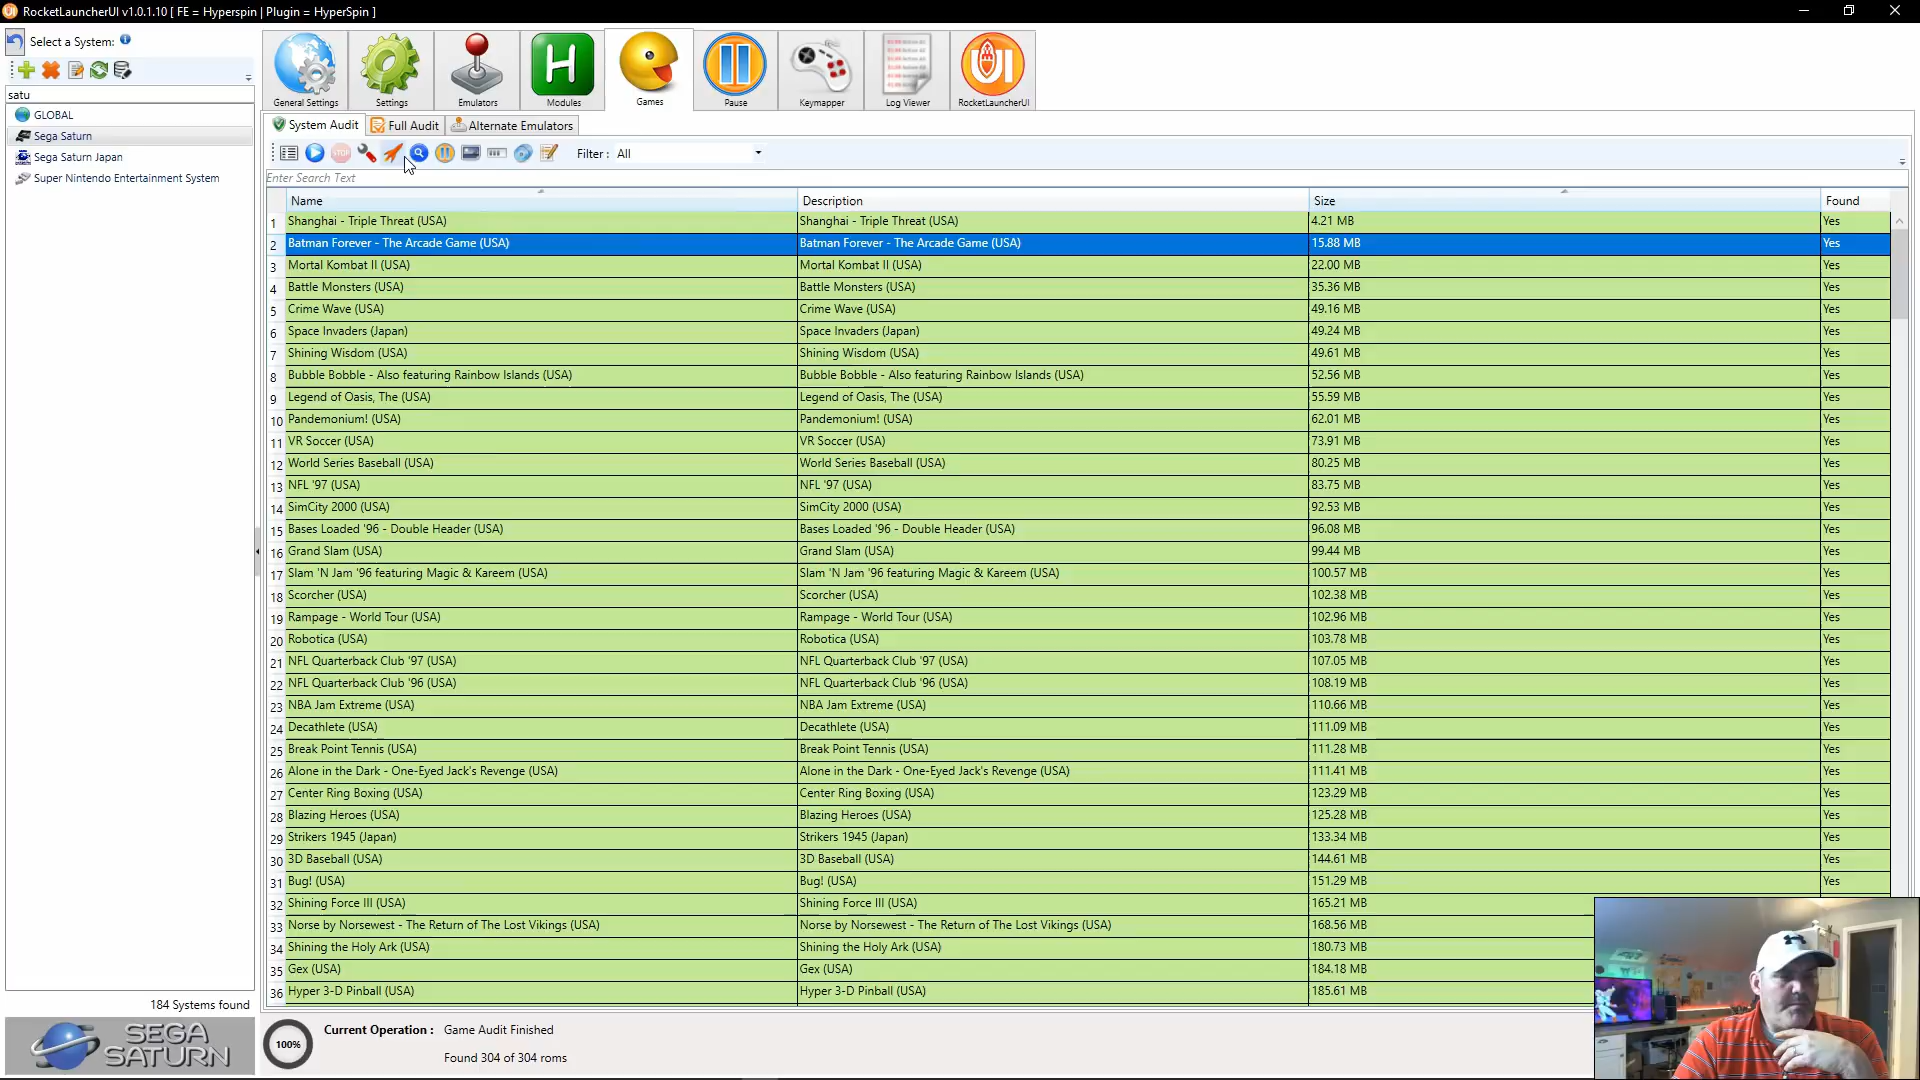 RocketLauncherUI v1.0.1.10 [ FE = Hyperspin | Plugin = HyperSpin ]
Select a System:
satu
GLOBAL
Sega Saturn
Sega Saturn Japan
Super Nintendo Entertainment System
184 Systems found
SEGA SATURN
General Settings
Settings
Emulators
H
Modules
Games
Pause
Keymapper
Log Viewer
UI
RocketLauncherUI
System Audit
Full Audit
Alternate Emulators
STOP
Filter : All
Enter Search Text
Name Description Size Found
1 Shanghai - Triple Threat (USA) Shanghai - Triple Threat (USA) 4.21 MB Yes
2 Batman Forever - The Arcade Game (USA) Batman Forever - The Arcade Game (USA) 15.88 MB Yes
3 Mortal Kombat II (USA) Mortal Kombat II (USA) 22.00 MB Yes
4 Battle Monsters (USA) Battle Monsters (USA) 35.36 MB Yes
5 Crime Wave (USA) Crime Wave (USA) 49.16 MB Yes
6 Space Invaders (Japan) Space Invaders (Japan) 49.24 MB Yes
7 Shining Wisdom (USA) Shining Wisdom (USA) 49.61 MB Yes
8 Bubble Bobble - Also featuring Rainbow Islands (USA) Bubble Bobble - Also featuring Rainbow Islands (USA) 52.56 MB Yes
9 Legend of Oasis, The (USA) Legend of Oasis, The (USA) 55.59 MB Yes
10 Pandemonium! (USA) Pandemonium! (USA) 62.01 MB Yes
11 VR Soccer (USA) VR Soccer (USA) 73.91 MB Yes
12 World Series Baseball (USA) World Series Baseball (USA) 80.25 MB Yes
13 NFL '97 (USA) NFL '97 (USA) 83.75 MB Yes
14 SimCity 2000 (USA) SimCity 2000 (USA) 92.53 MB Yes
15 Bases Loaded '96 - Double Header (USA) Bases Loaded '96 - Double Header (USA) 96.08 MB Yes
16 Grand Slam (USA) Grand Slam (USA) 99.44 MB Yes
17 Slam 'N Jam '96 featuring Magic & Kareem (USA) Slam 'N Jam '96 featuring Magic & Kareem (USA) 100.57 MB Yes
18 Scorcher (USA) Scorcher (USA) 102.38 MB Yes
19 Rampage - World Tour (USA) Rampage - World Tour (USA) 102.96 MB Yes
20 Robotica (USA) Robotica (USA) 103.78 MB Yes
21 NFL Quarterback Club '97 (USA) NFL Quarterback Club '97 (USA) 107.05 MB Yes
22 NFL Quarterback Club '96 (USA) NFL Quarterback Club '96 (USA) 108.19 MB Yes
23 NBA Jam Extreme (USA) NBA Jam Extreme (USA) 110.66 MB Yes
24 Decathlete (USA) Decathlete (USA) 111.09 MB Yes
25 Break Point Tennis (USA) Break Point Tennis (USA) 111.28 MB Yes
26 Alone in the Dark - One-Eyed Jack's Revenge (USA) Alone in the Dark - One-Eyed Jack's Revenge (USA) 111.41 MB Yes
27 Center Ring Boxing (USA) Center Ring Boxing (USA) 123.29 MB Yes
28 Blazing Heroes (USA) Blazing Heroes (USA) 125.28 MB Yes
29 Strikers 1945 (Japan) Strikers 1945 (Japan) 133.34 MB Yes
30 3D Baseball (USA) 3D Baseball (USA) 144.61 MB Yes
31 Bug! (USA) Bug! (USA) 151.29 MB Yes
32 Shining Force III (USA) Shining Force III (USA) 165.21 MB
33 Norse by Norsewest - The Return of The Lost Vikings (USA) Norse by Norsewest - The Return of The Lost Vikings (USA) 168.56 MB
34 Shining the Holy Ark (USA) Shining the Holy Ark (USA) 180.73 MB
35 Gex (USA) Gex (USA) 184.18 MB
36 Hyper 3-D Pinball (USA) Hyper 3-D Pinball (USA) 185.61 MB
100%
Current Operation : Game Audit Finished
Found 304 of 304 roms